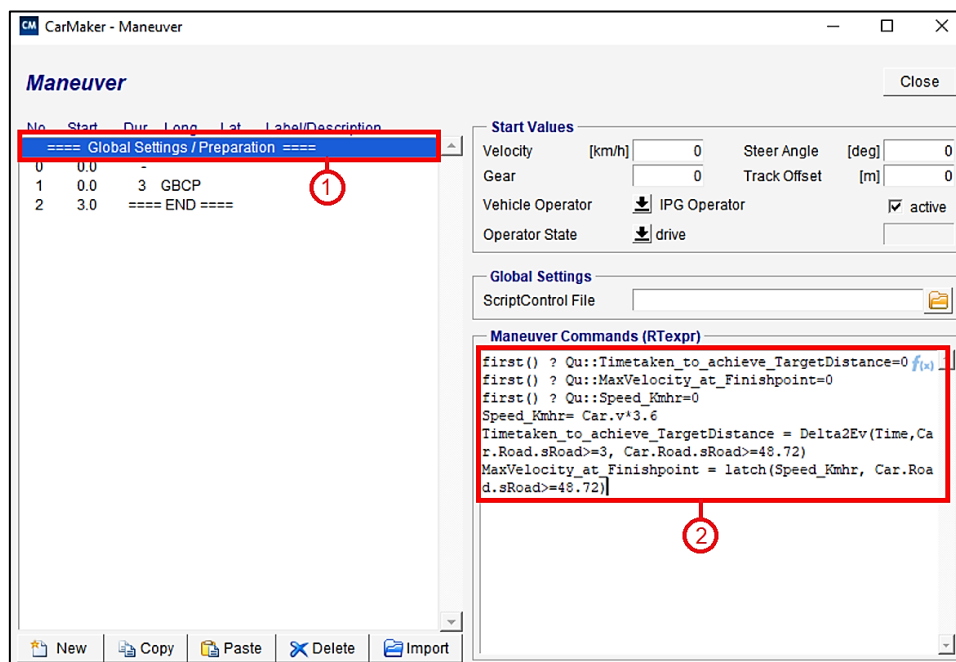 CM CarMaker - Maneuver
Maneuver
Close
No Start Dur Long Lat Label/Description
==== Global Settings / Preparation ====
0 0.0 -
1 0.0 3 GBCP
2 3.0 ==== END ====
1
Start Values
Velocity [km/h] 0 Steer Angle [deg] 0
Gear 0 Track Offset [m] 0
Vehicle Operator IPG Operator active
Operator State drive
Global Settings
ScriptControl File
Maneuver Commands (RTexpr)
first() ? Qu::Timetaken_to_achieve_TargetDistance=0 f(x)
first() ? Qu::MaxVelocity_at_Finishpoint=0
first() ? Qu::Speed_Kmhr=0
Speed_Kmhr= Car.v*3.6
Timetaken_to_achieve_TargetDistance = Delta2Ev(Time,Ca
r.Road.sRoad>=3, Car.Road.sRoad>=48.72)
MaxVelocity_at_Finishpoint = latch(Speed_Kmhr, Car.Roa
d.sRoad>=48.72)
2
New Copy Paste Delete Import